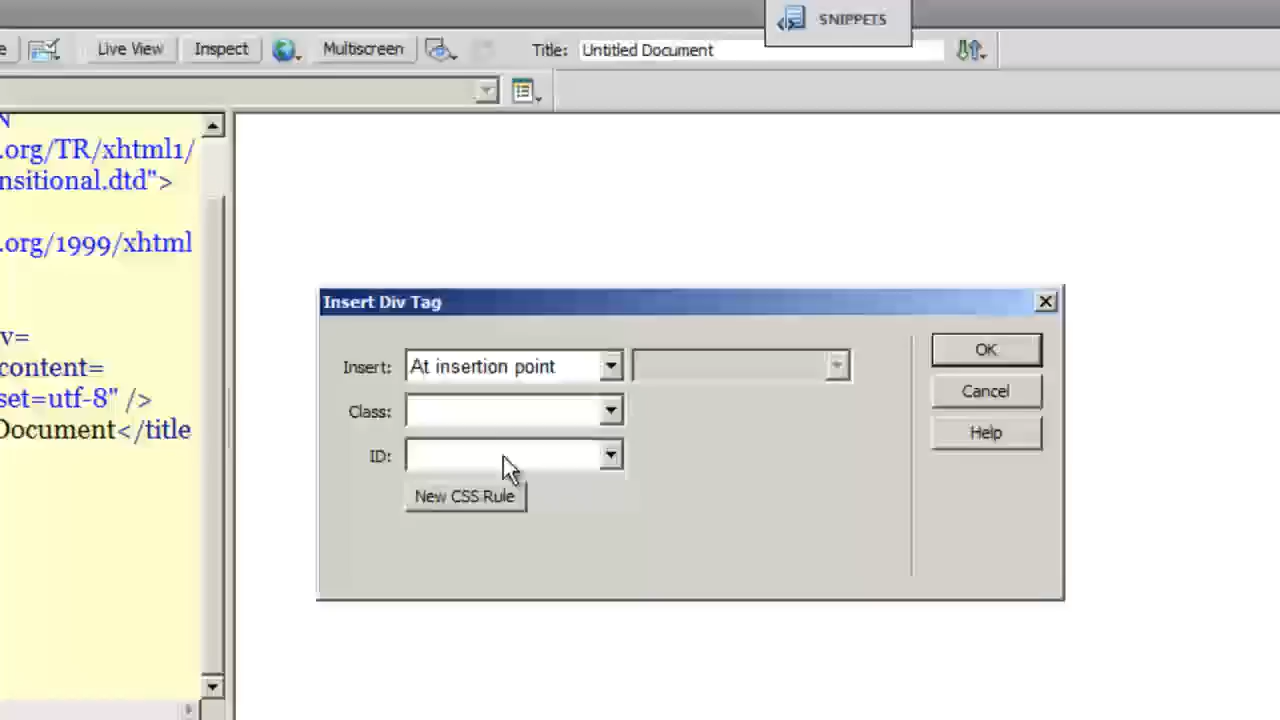 SNIPPETS
e Live View Inspect Multiscreen Title: Untitled Document
N
.org/TR/xhtml1/
nsitional.dtd">
.org/1999/xhtml
v=
content=
set=utf-8" />
Document</title
Insert Div Tag
Insert: At insertion point
Class:
ID:
New CSS Rule
OK
Cancel
Help